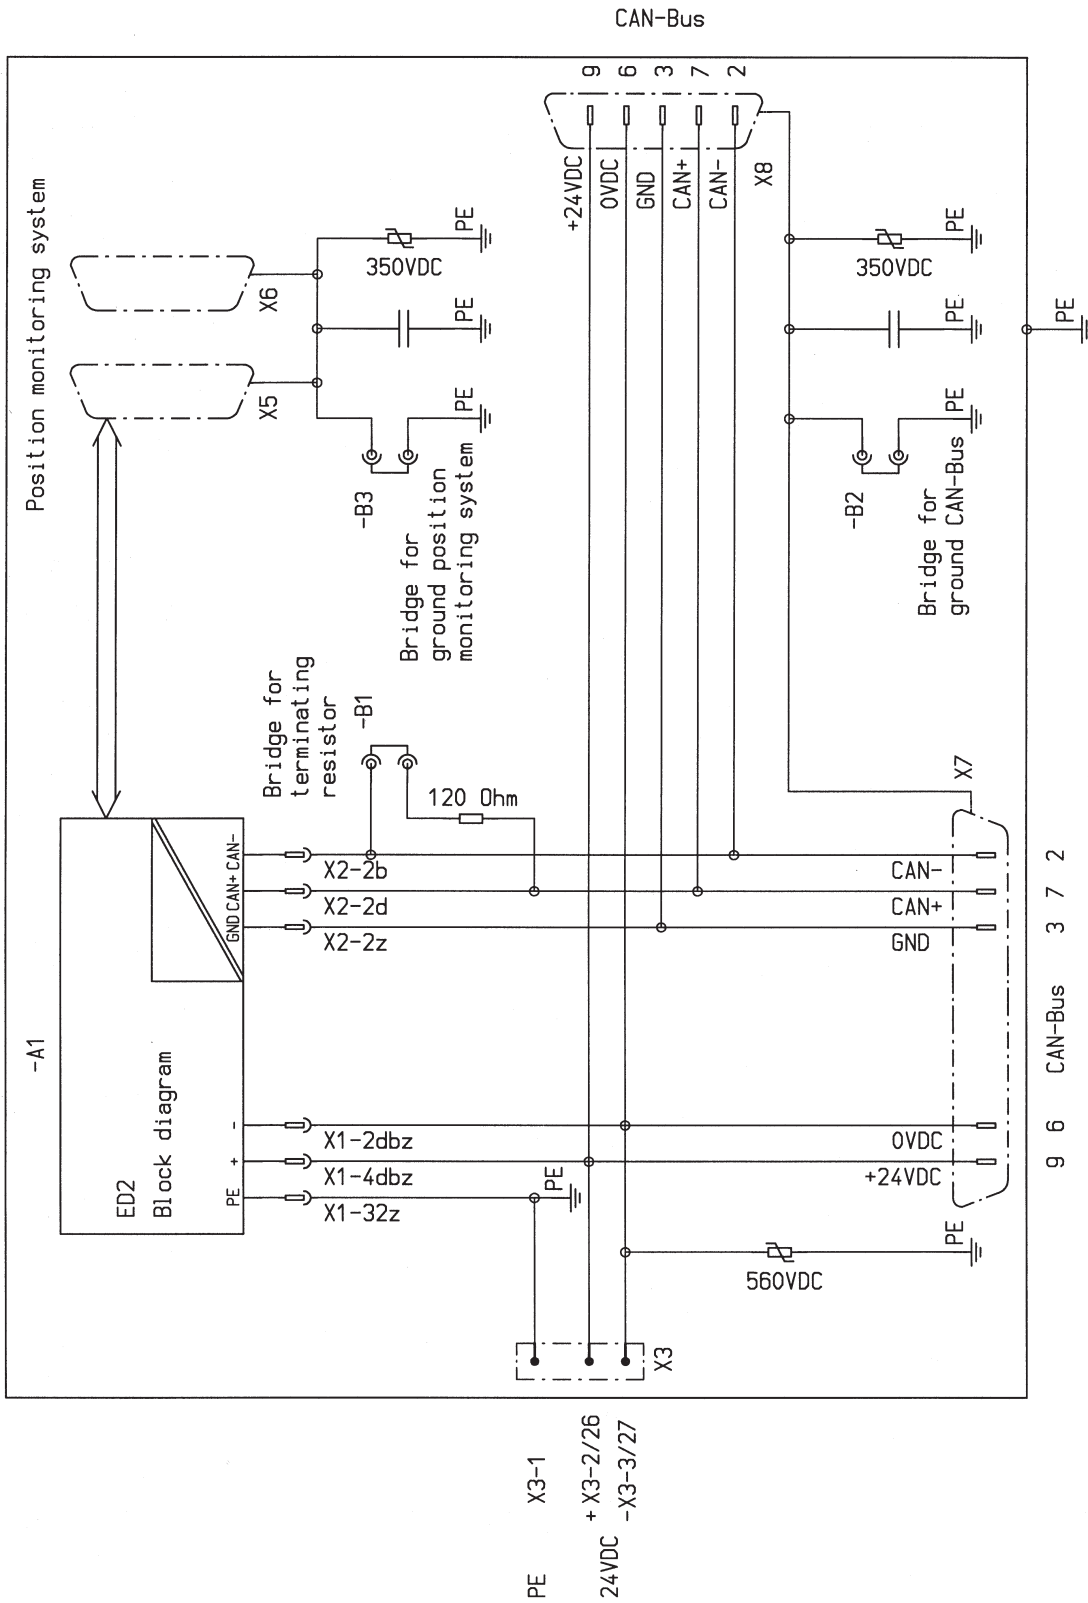 CAN-Bus
Position monitoring system
9
6
3
7
2
+24VDC
0VDC
GND
CAN+
CAN-
X8
X6
X5
350VDC
PE
PE
PE
-B3
Bridge for
ground position
monitoring system
350VDC
PE
PE
PE
PE
-B2
Bridge for
ground CAN-Bus
Bridge for
terminating
resistor
-B1
120 Ohm
X7
-A1
ED2
Block diagram
CAN-
CAN+
GND
-
+
PE
X2-2b
X2-2d
X2-2z
X1-2dbz
X1-4dbz
X1-32z
PE
CAN-
CAN+
GND
0VDC
+24VDC
2
7
3
CAN-Bus
6
9
PE
560VDC
X3
PE X3-1
24VDC
+X3-2/26
-X3-3/27